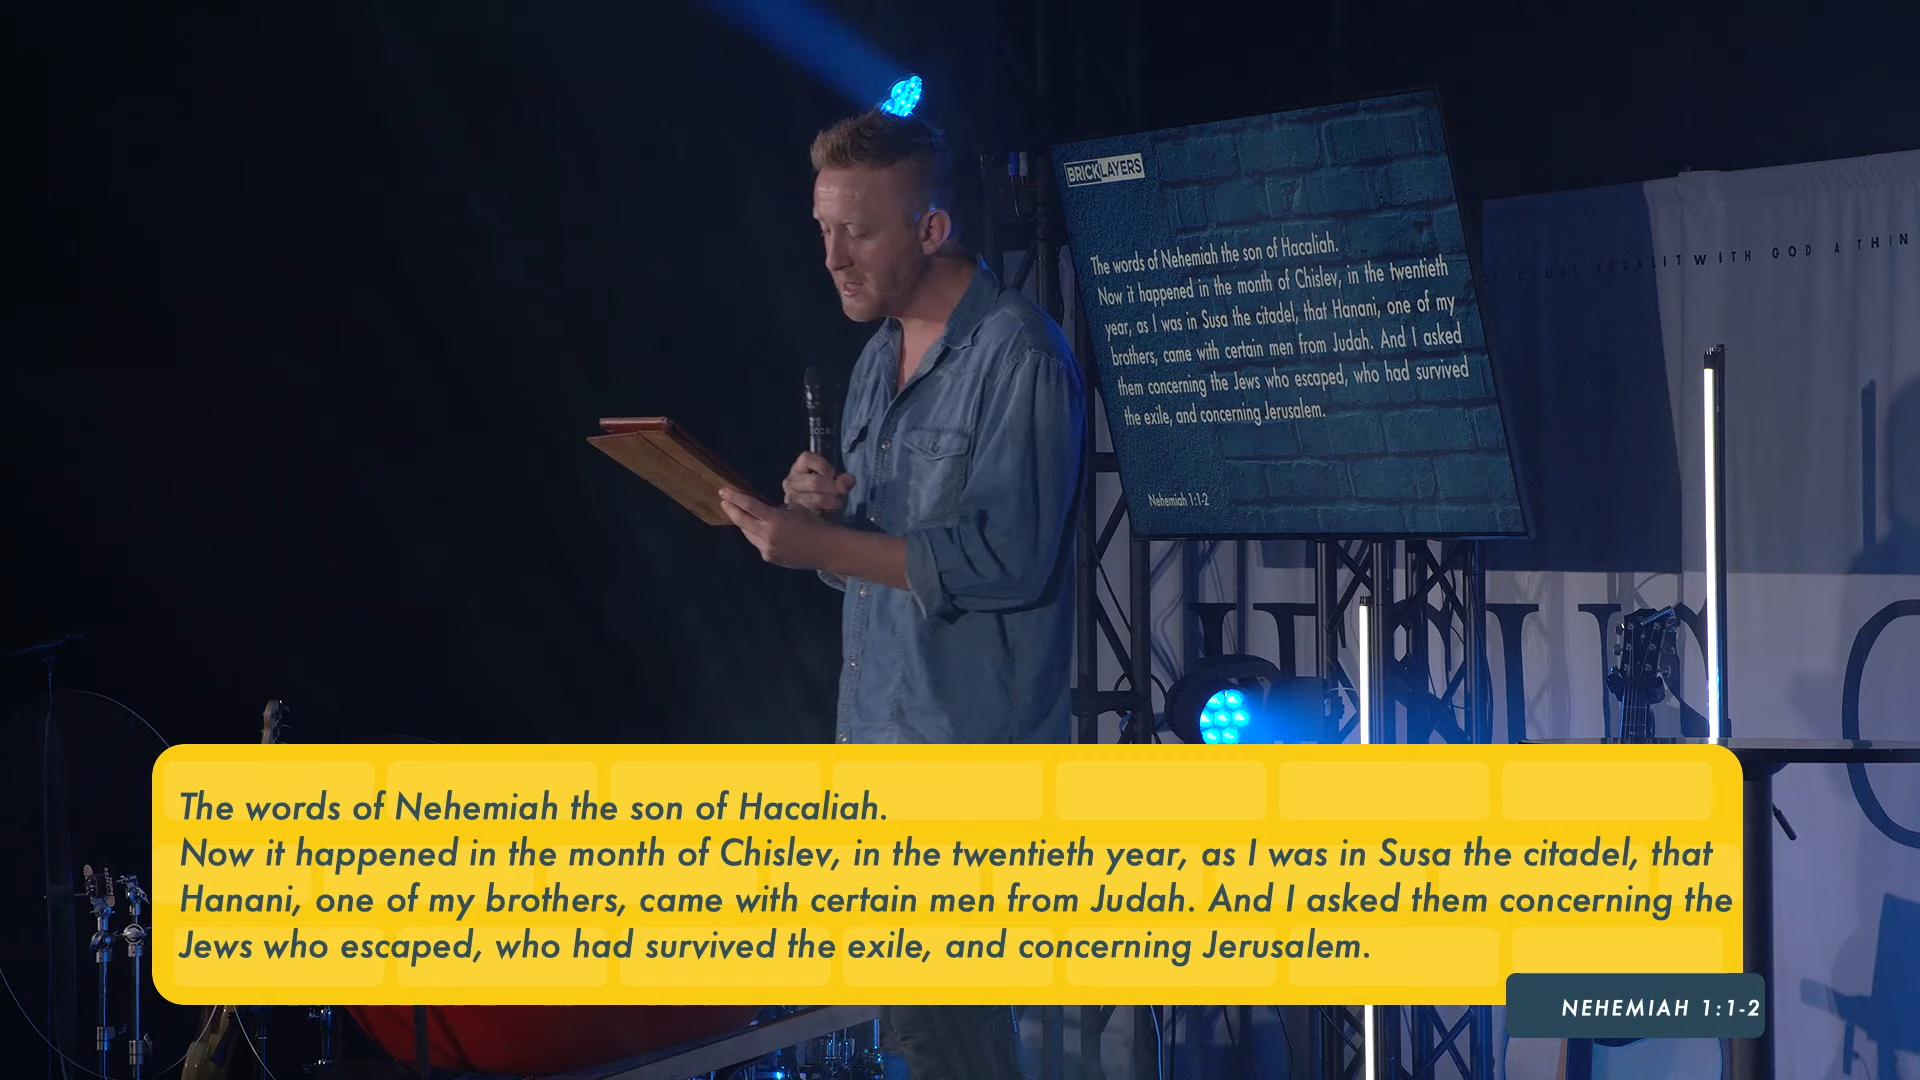 BRICKLAYERS
The words of Nehemiah the son of Hacaliah.
Now it happened in the month of Chislev, in the twentieth
year, as I was in Susa the citadel, that Hanani, one of my
brothers, came with certain men from Judah. And I asked
them concerning the Jews who escaped, who had survived
the exile, and concerning Jerusalem.
Nehemiah 1:1-2
COUNT EQUALITY WITH GOD A THIN
The words of Nehemiah the son of Hacaliah.
Now it happened in the month of Chislev, in the twentieth year, as I was in Susa the citadel, that
Hanani, one of my brothers, came with certain men from Judah. And I asked them concerning the
Jews who escaped, who had survived the exile, and concerning Jerusalem.
NEHEMIAH 1:1-2